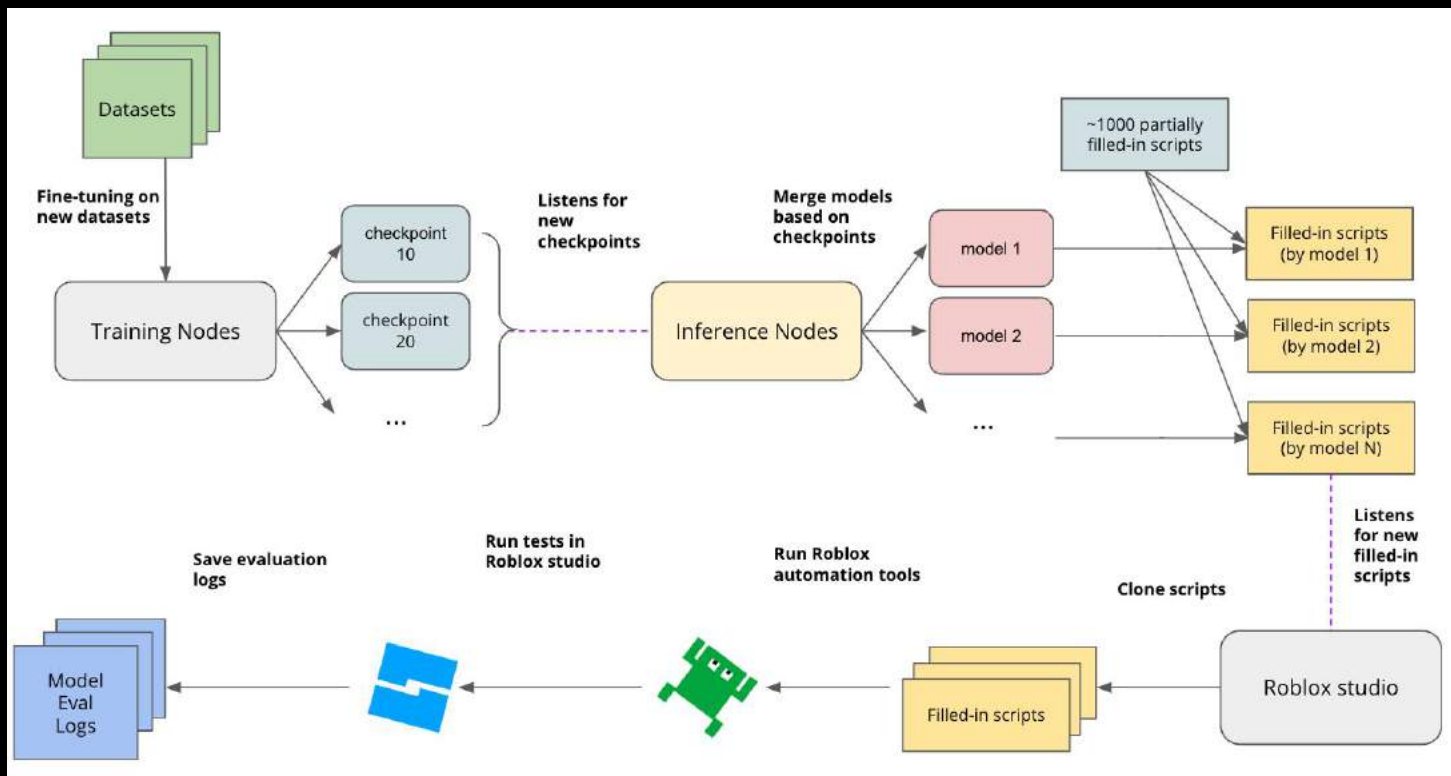 Datasets
Fine-tuning on
new datasets
Training Nodes
checkpoint
10
checkpoint
20
...
Listens for
new
checkpoints
Inference Nodes
Merge models
based on
checkpoints
model 1
model 2
...
~1000 partially
filled-in scripts
Filled-in scripts
(by model 1)
Filled-in scripts
(by model 2)
Filled-in scripts
(by model N)
Listens
for new
filled-in
scripts
Roblox studio
Clone scripts
Filled-in scripts
Run Roblox
automation tools
Run tests in
Roblox studio
Save evaluation
logs
Model
Eval
Logs